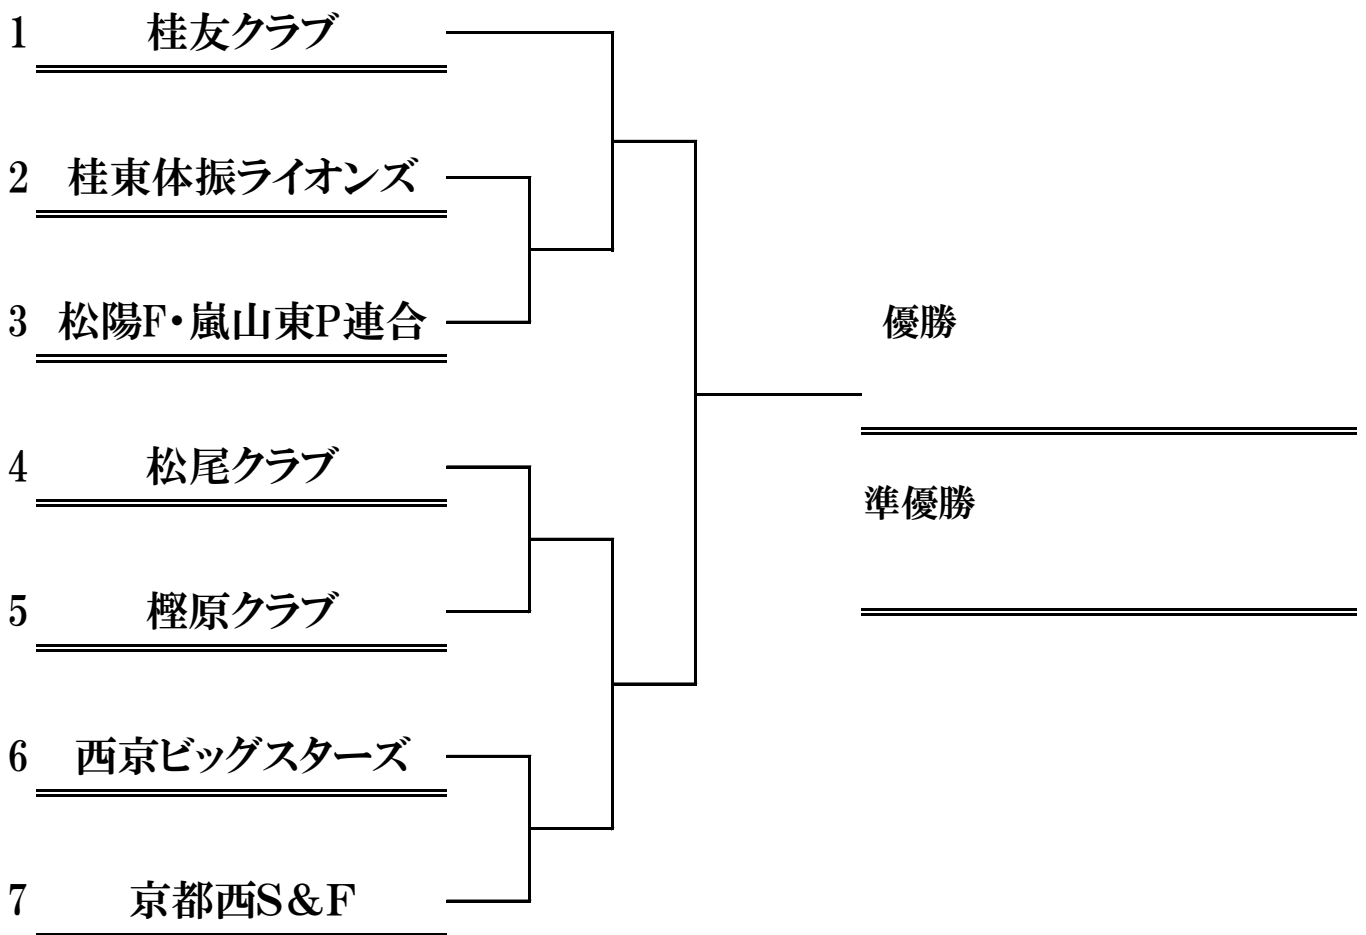 1 桂友クラブ
2 桂東体振ライオンズ
3 松陽F・嵐山東P連合
優勝
4 松尾クラブ
準優勝
5 樫原クラブ
6 西京ビッグスターズ
7 京都西S&F